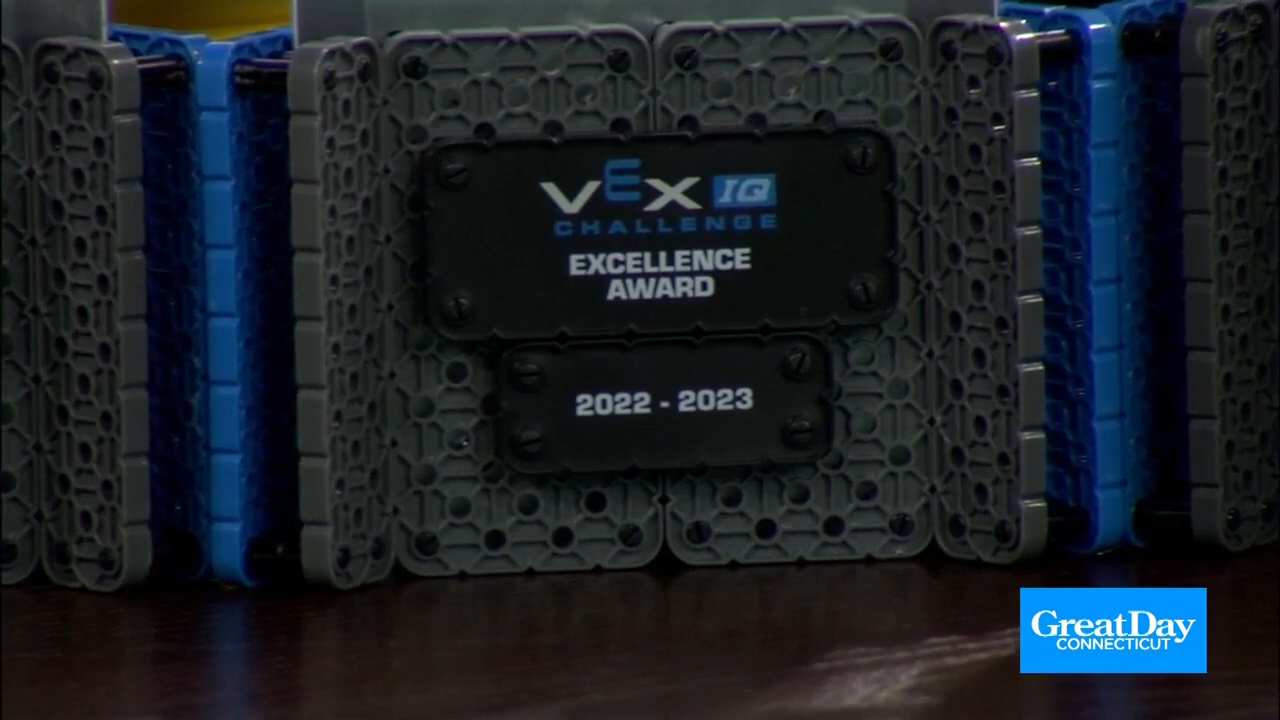 VEX IQ
CHALLENGE
EXCELLENCE
AWARD
2022 - 2023
GreatDay
CONNECTICUT